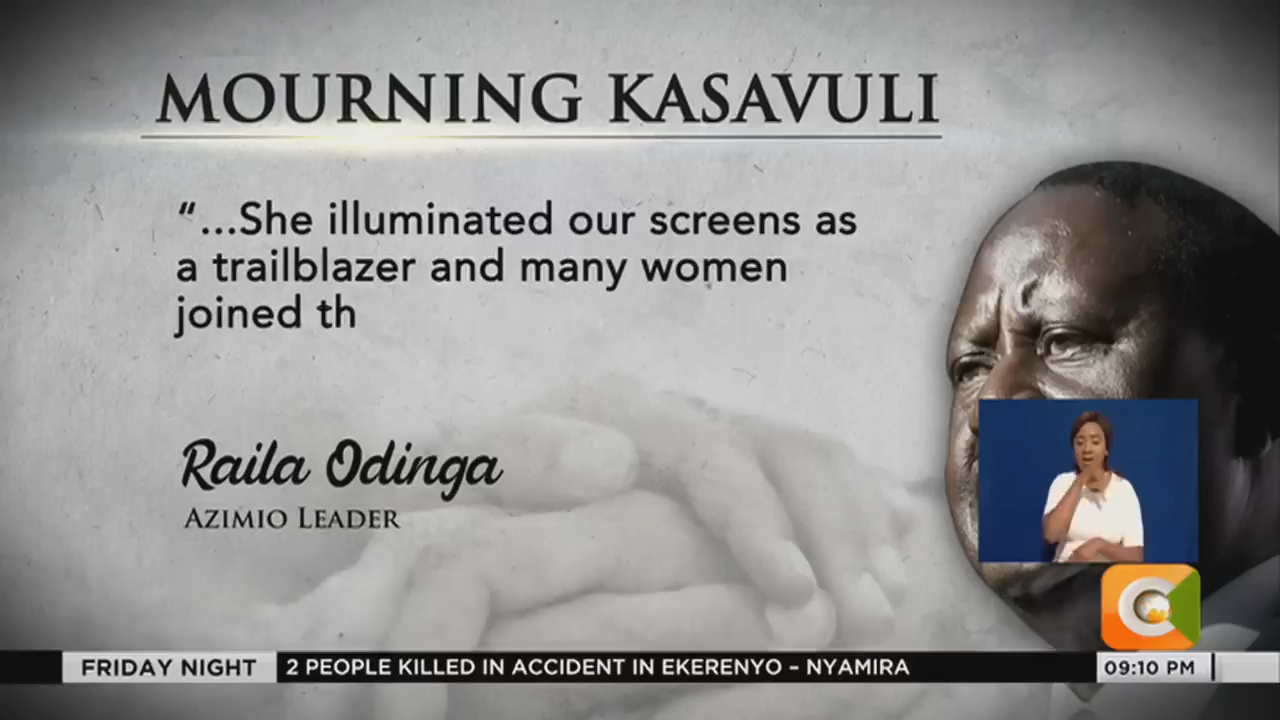 MOURNING KASAVULI
“...She illuminated our screens as
a trailblazer and many women
joined th
Raila Odinga
AZIMIO LEADER
FRIDAY NIGHT
2 PEOPLE KILLED IN ACCIDENT IN EKERENYO – NYAMIRA
09:10 PM